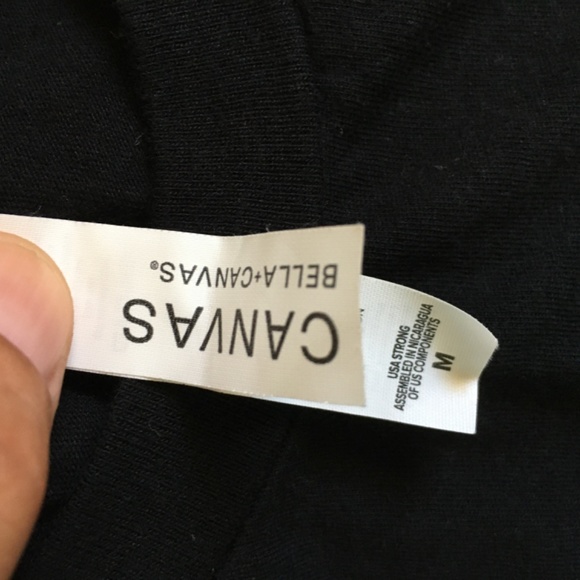 CANVAS
BELLA+CANVAS®
USA STRONG
ASSEMBLED IN NICARAGUA
OF US COMPONENTS
M